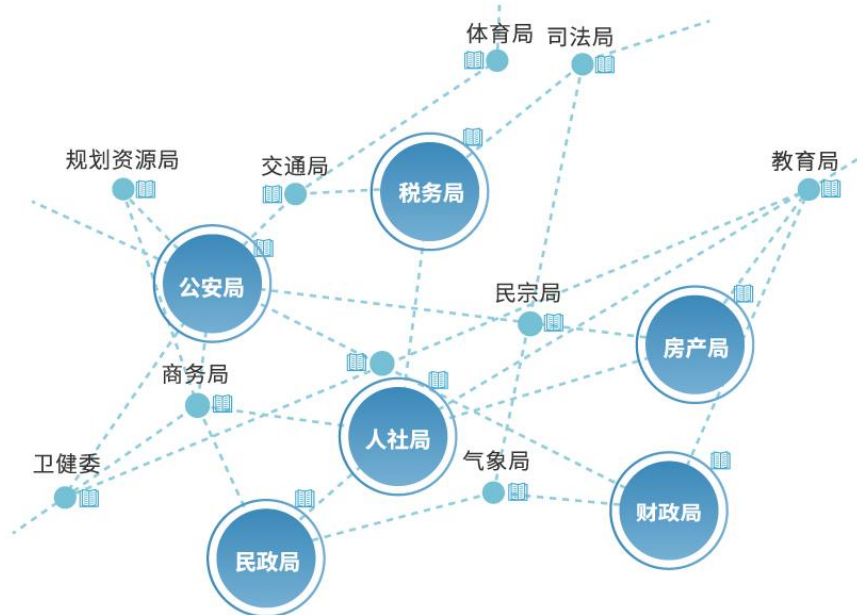 体育局
司法局
规划资源局
交通局
教育局
税务局
公安局
民宗局
房产局
商务局
人社局
卫健委
气象局
财政局
民政局